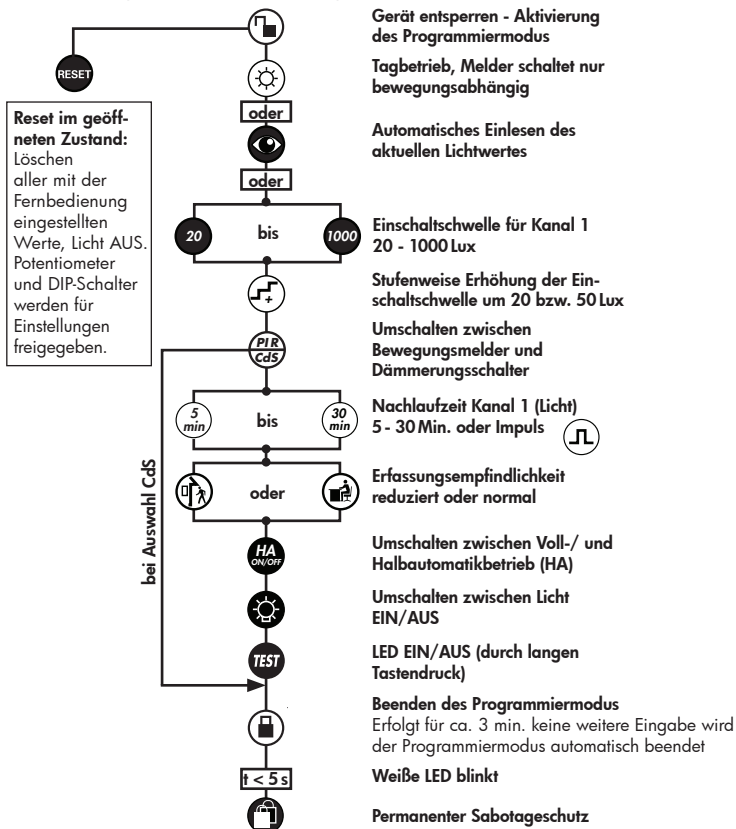 Gerät entsperren - Aktivierung
des Programmiermodus
RESET
Tagbetrieb, Melder schaltet nur
bewegungsabhängig
oder
Reset im geöff-
neten Zustand:
Löschen
aller mit der
Fernbedienung
eingestellten
Werte, Licht AUS.
Potentiometer
und DIP-Schalter
werden für
Einstellungen
freigegeben.
Automatisches Einlesen des
aktuellen Lichtwertes
oder
20
bis
1000
Einschaltschwelle für Kanal 1
20 - 1000 Lux
+
Stufenweise Erhöhung der Ein-
schaltschwelle um 20 bzw. 50 Lux
PIR
CdS
Umschalten zwischen
Bewegungsmelder und
Dämmerungsschalter
5
min
bis
30
min
Nachlaufzeit Kanal 1 (Licht)
5 - 30 Min. oder Impuls
bei Auswahl CdS
oder
Erfassungsempfindlichkeit
reduziert oder normal
HA
ON/OFF
Umschalten zwischen Voll-/ und
Halbautomatikbetrieb (HA)
Umschalten zwischen Licht
EIN/AUS
TEST
LED EIN/AUS (durch langen
Tastendruck)
Beenden des Programmiermodus
Erfolgt für ca. 3 min. keine weitere Eingabe wird
der Programmiermodus automatisch beendet
t < 5 s
Weiße LED blinkt
Permanenter Sabotageschutz